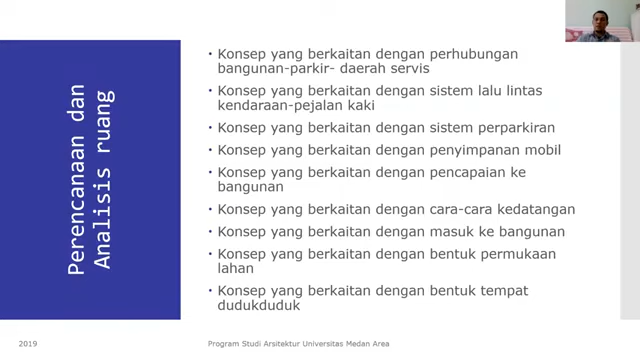 Perencanaan dan
Analisis ruang
• Konsep yang berkaitan dengan perhubungan
bangunan-parkir- daerah servis
• Konsep yang berkaitan dengan sistem lalu lintas
kendaraan-pejalan kaki
• Konsep yang berkaitan dengan sistem perparkiran
• Konsep yang berkaitan dengan penyimpanan mobil
• Konsep yang berkaitan dengan pencapaian ke
bangunan
• Konsep yang berkaitan dengan cara-cara kedatangan
• Konsep yang berkaitan dengan masuk ke bangunan
• Konsep yang berkaitan dengan bentuk permukaan
lahan
• Konsep yang berkaitan dengan bentuk tempat
dudukduduk
2019
Program Studi Arsitektur Universitas Medan Area